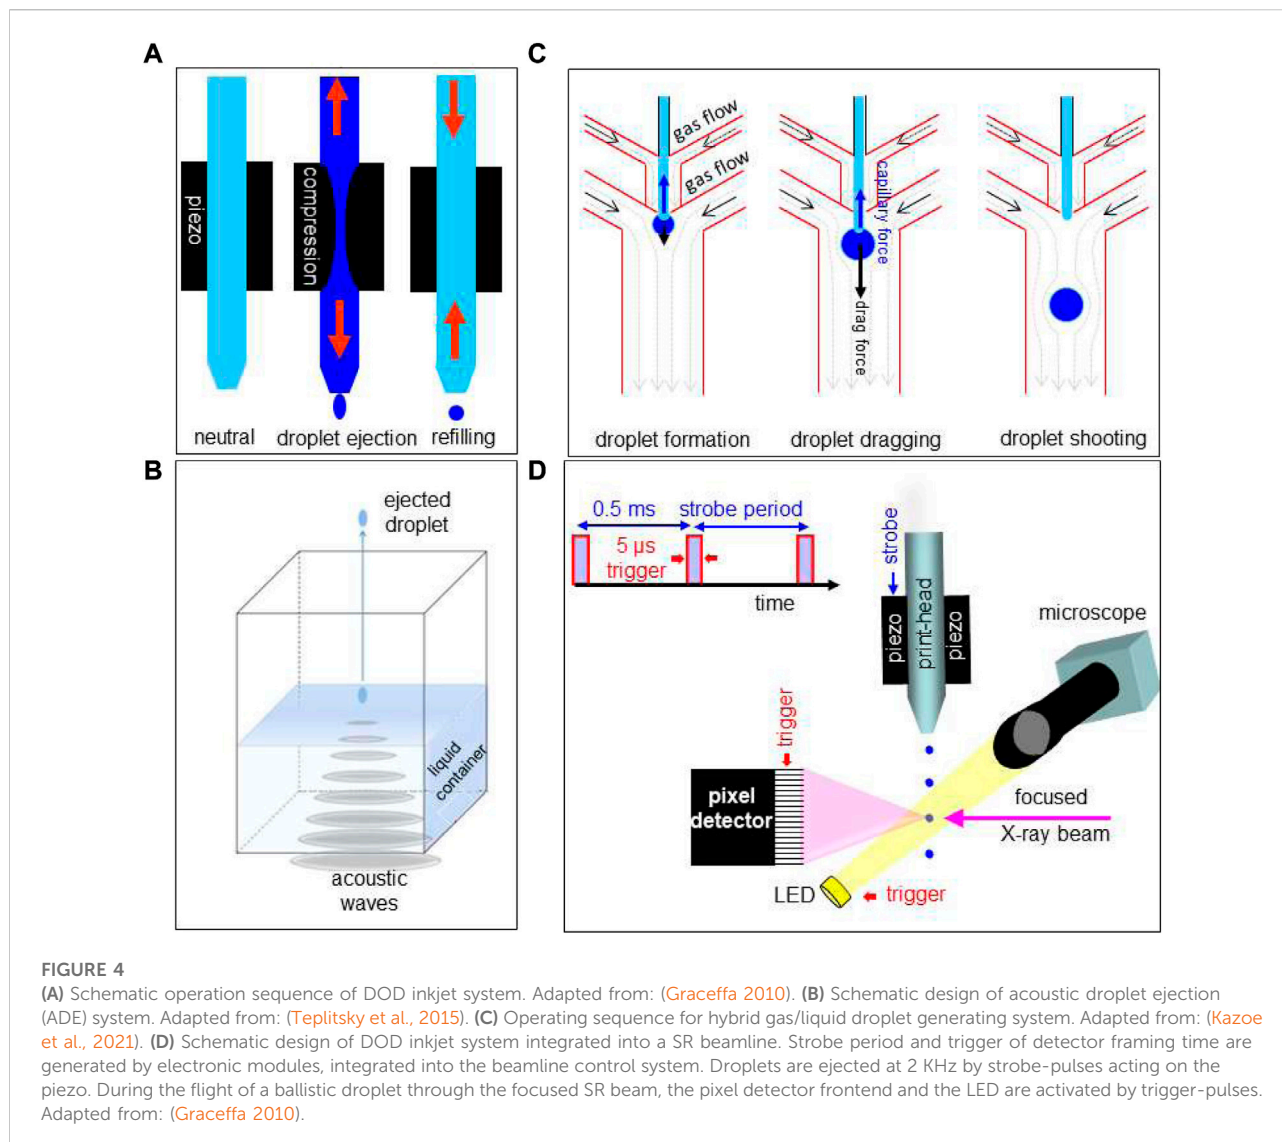 A
piezo
compression
neutral
droplet ejection
refilling
C
gas flow
gas flow
capillary force
drag force
droplet formation
droplet dragging
droplet shooting
B
ejected
droplet
liquid
container
acoustic
waves
D
0.5 ms
strobe period
5 µs
trigger
time
strobe
piezo
print-head
piezo
microscope
trigger
pixel
detector
focused
X-ray beam
LED
trigger
FIGURE 4
(A) Schematic operation sequence of DOD inkjet system. Adapted from: (Graceffa 2010). (B) Schematic design of acoustic droplet ejection
(ADE) system. Adapted from: (Teplitsky et al., 2015). (C) Operating sequence for hybrid gas/liquid droplet generating system. Adapted from: (Kazoe
et al., 2021). (D) Schematic design of DOD inkjet system integrated into a SR beamline. Strobe period and trigger of detector framing time are
generated by electronic modules, integrated into the beamline control system. Droplets are ejected at 2 KHz by strobe-pulses acting on the
piezo. During the flight of a ballistic droplet through the focused SR beam, the pixel detector frontend and the LED are activated by trigger-pulses.
Adapted from: (Graceffa 2010).